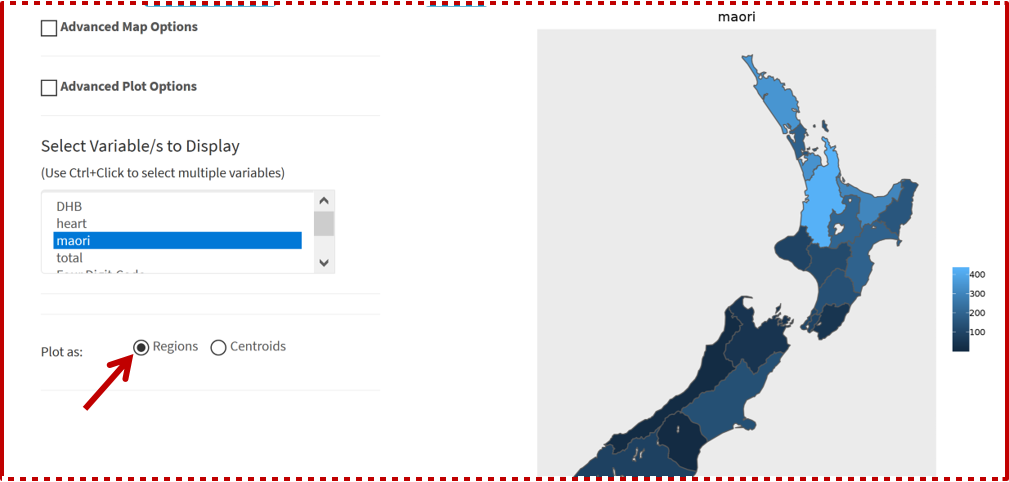 Advanced Map Options
Advanced Plot Options
Select Variable/s to Display
(Use Ctrl+Click to select multiple variables)
DHB
heart
maori
total
Plot as:
Regions
Centroids
maori
400
300
200
100